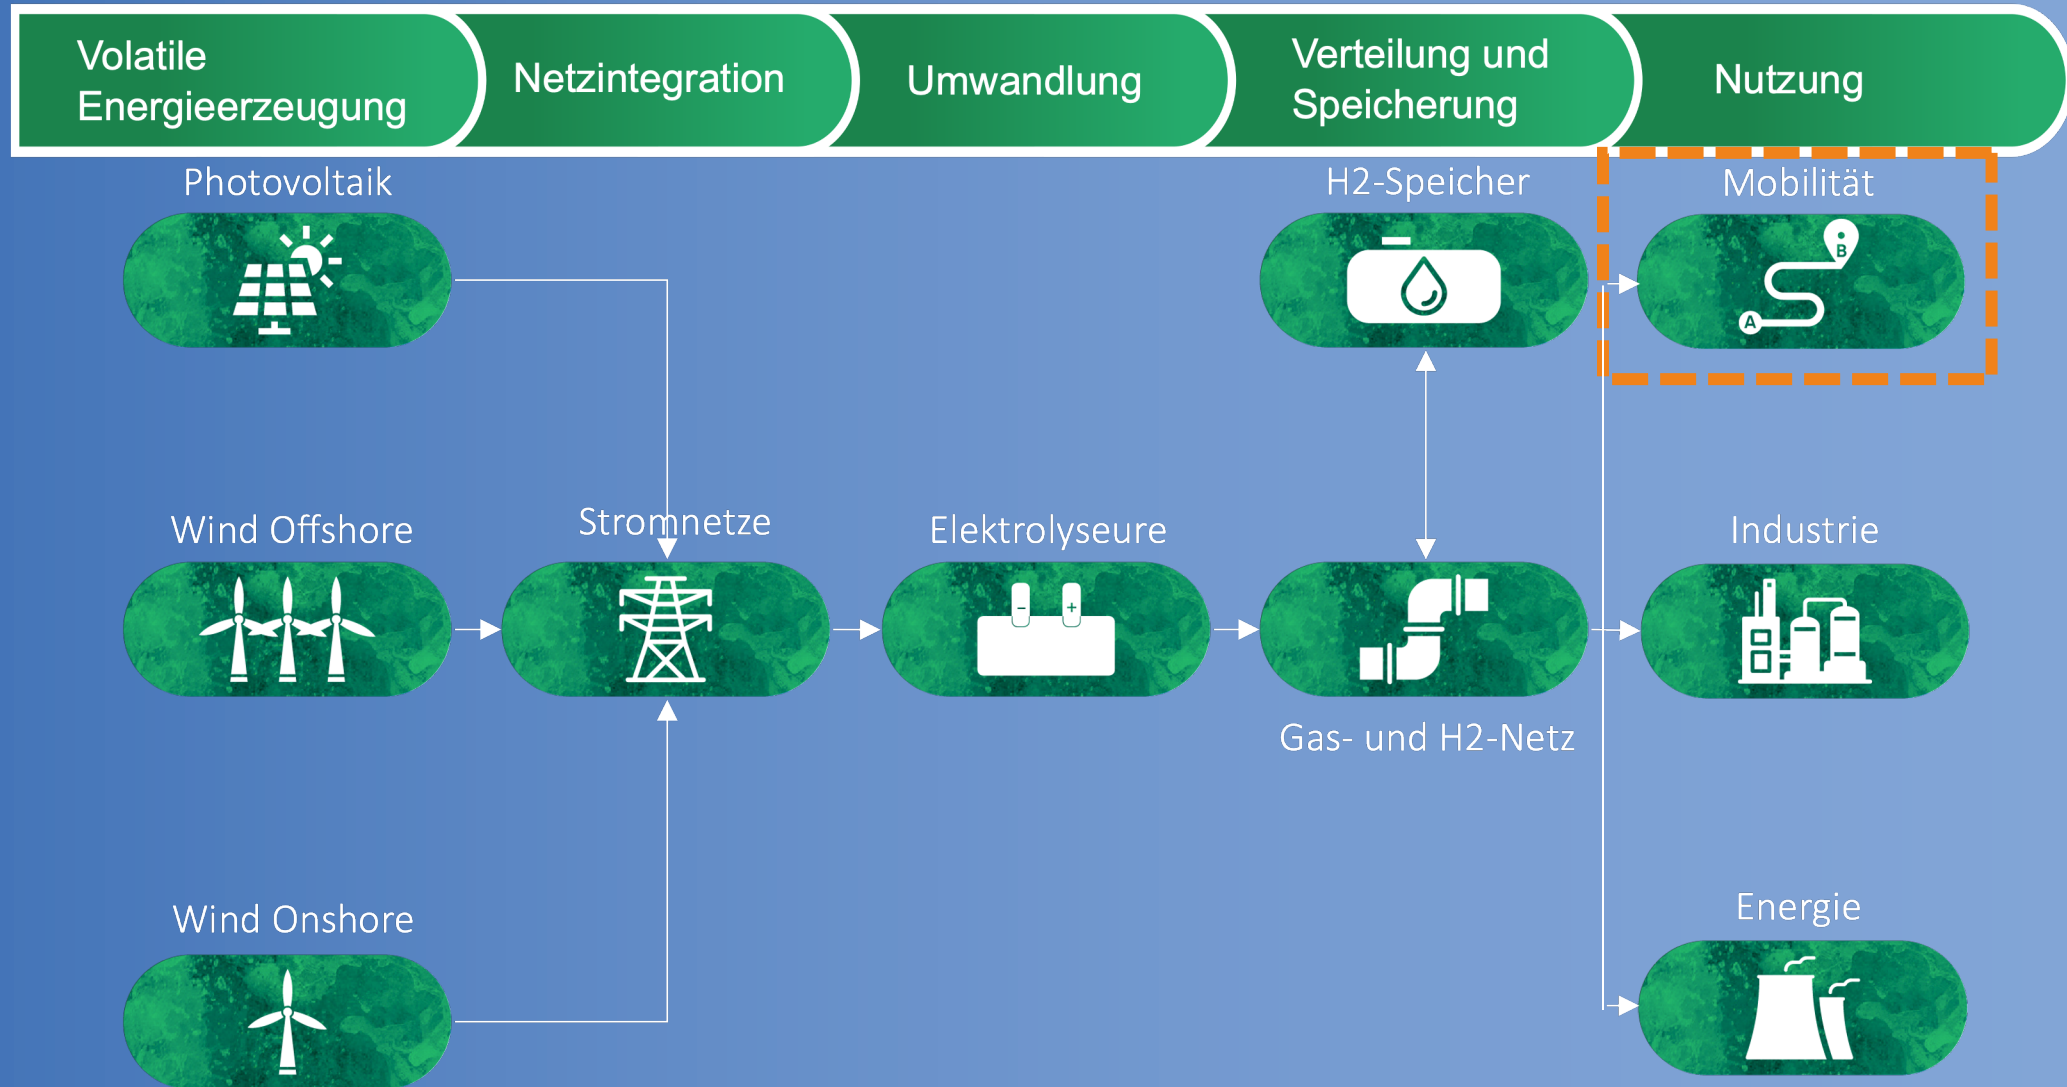 Volatile
Energieerzeugung
Netzintegration
Umwandlung
Verteilung und
Speicherung
Nutzung
Photovoltaik
H2-Speicher
Mobilität
B
A
Wind Offshore
Stromnetze
Elektrolyseure
Industrie
- +
Gas- und H2-Netz
Wind Onshore
Energie